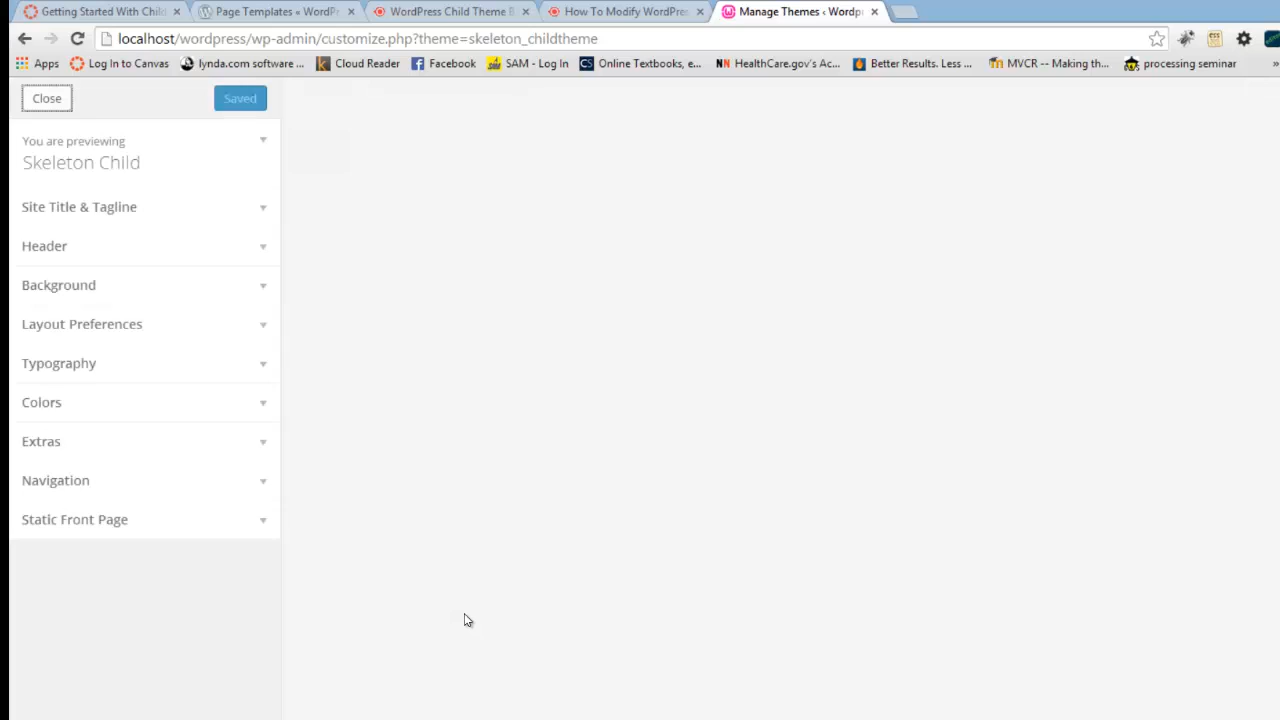 Getting Started With Child
Page Templates « WordPr
WordPress Child Theme B
How To Modify WordPres
Manage Themes ‹ Wordp
localhost/wordpress/wp-admin/customize.php?theme=skeleton_childtheme
Apps
Log In to Canvas
lynda.com software ...
Cloud Reader
Facebook
SAM - Log In
Online Textbooks, e...
HealthCare.gov's Ac...
Better Results. Less ...
MVCR -- Making th...
processing seminar
»
Close
Saved
You are previewing
Skeleton Child
Site Title & Tagline
Header
Background
Layout Preferences
Typography
Colors
Extras
Navigation
Static Front Page